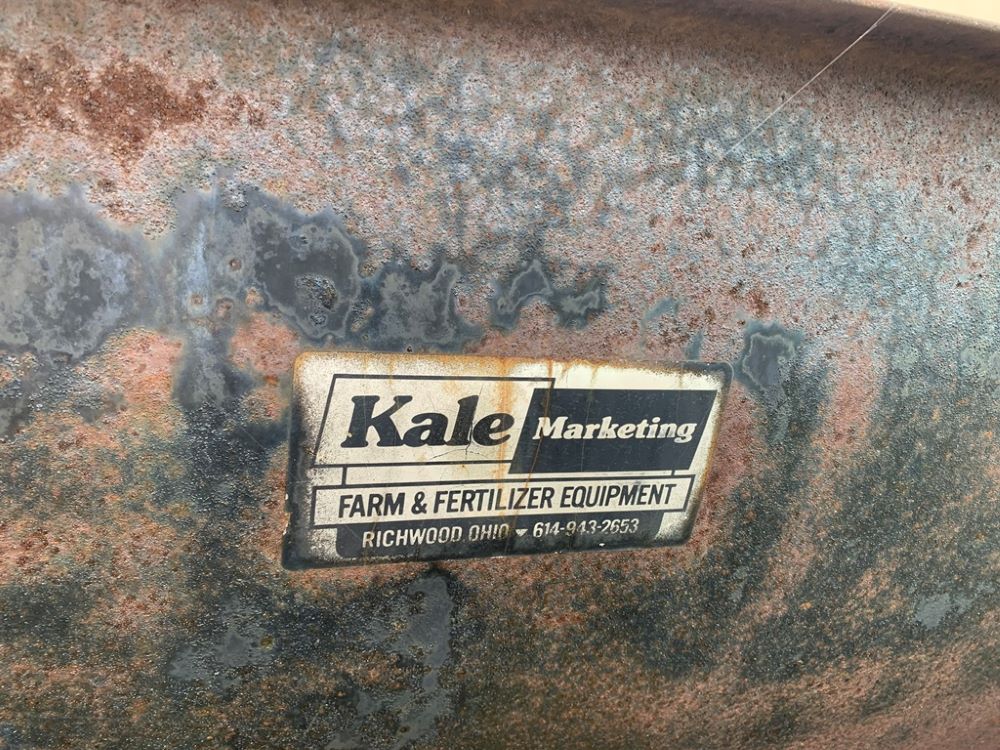 Kale Marketing
FARM & FERTILIZER EQUIPMENT
RICHWOOD, OHIO 614-943-2653